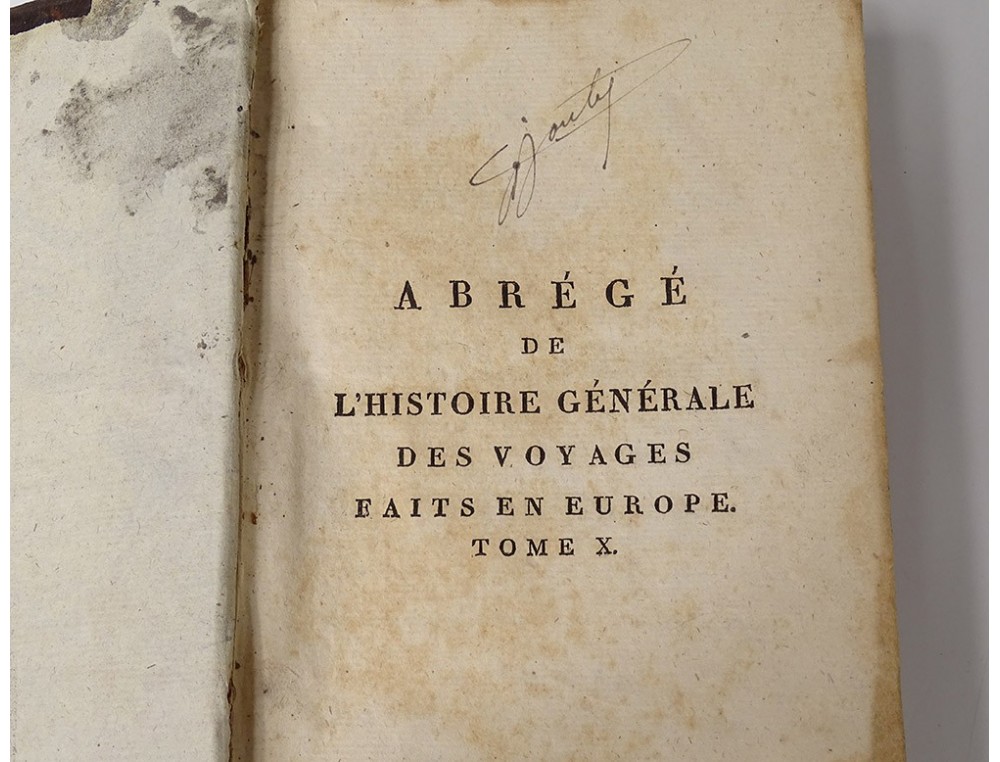 ABRÉGÉ
DE
L'HISTOIRE GÉNÉRALE
DES VOYAGES
FAITS EN EUROPE.
TOME X.